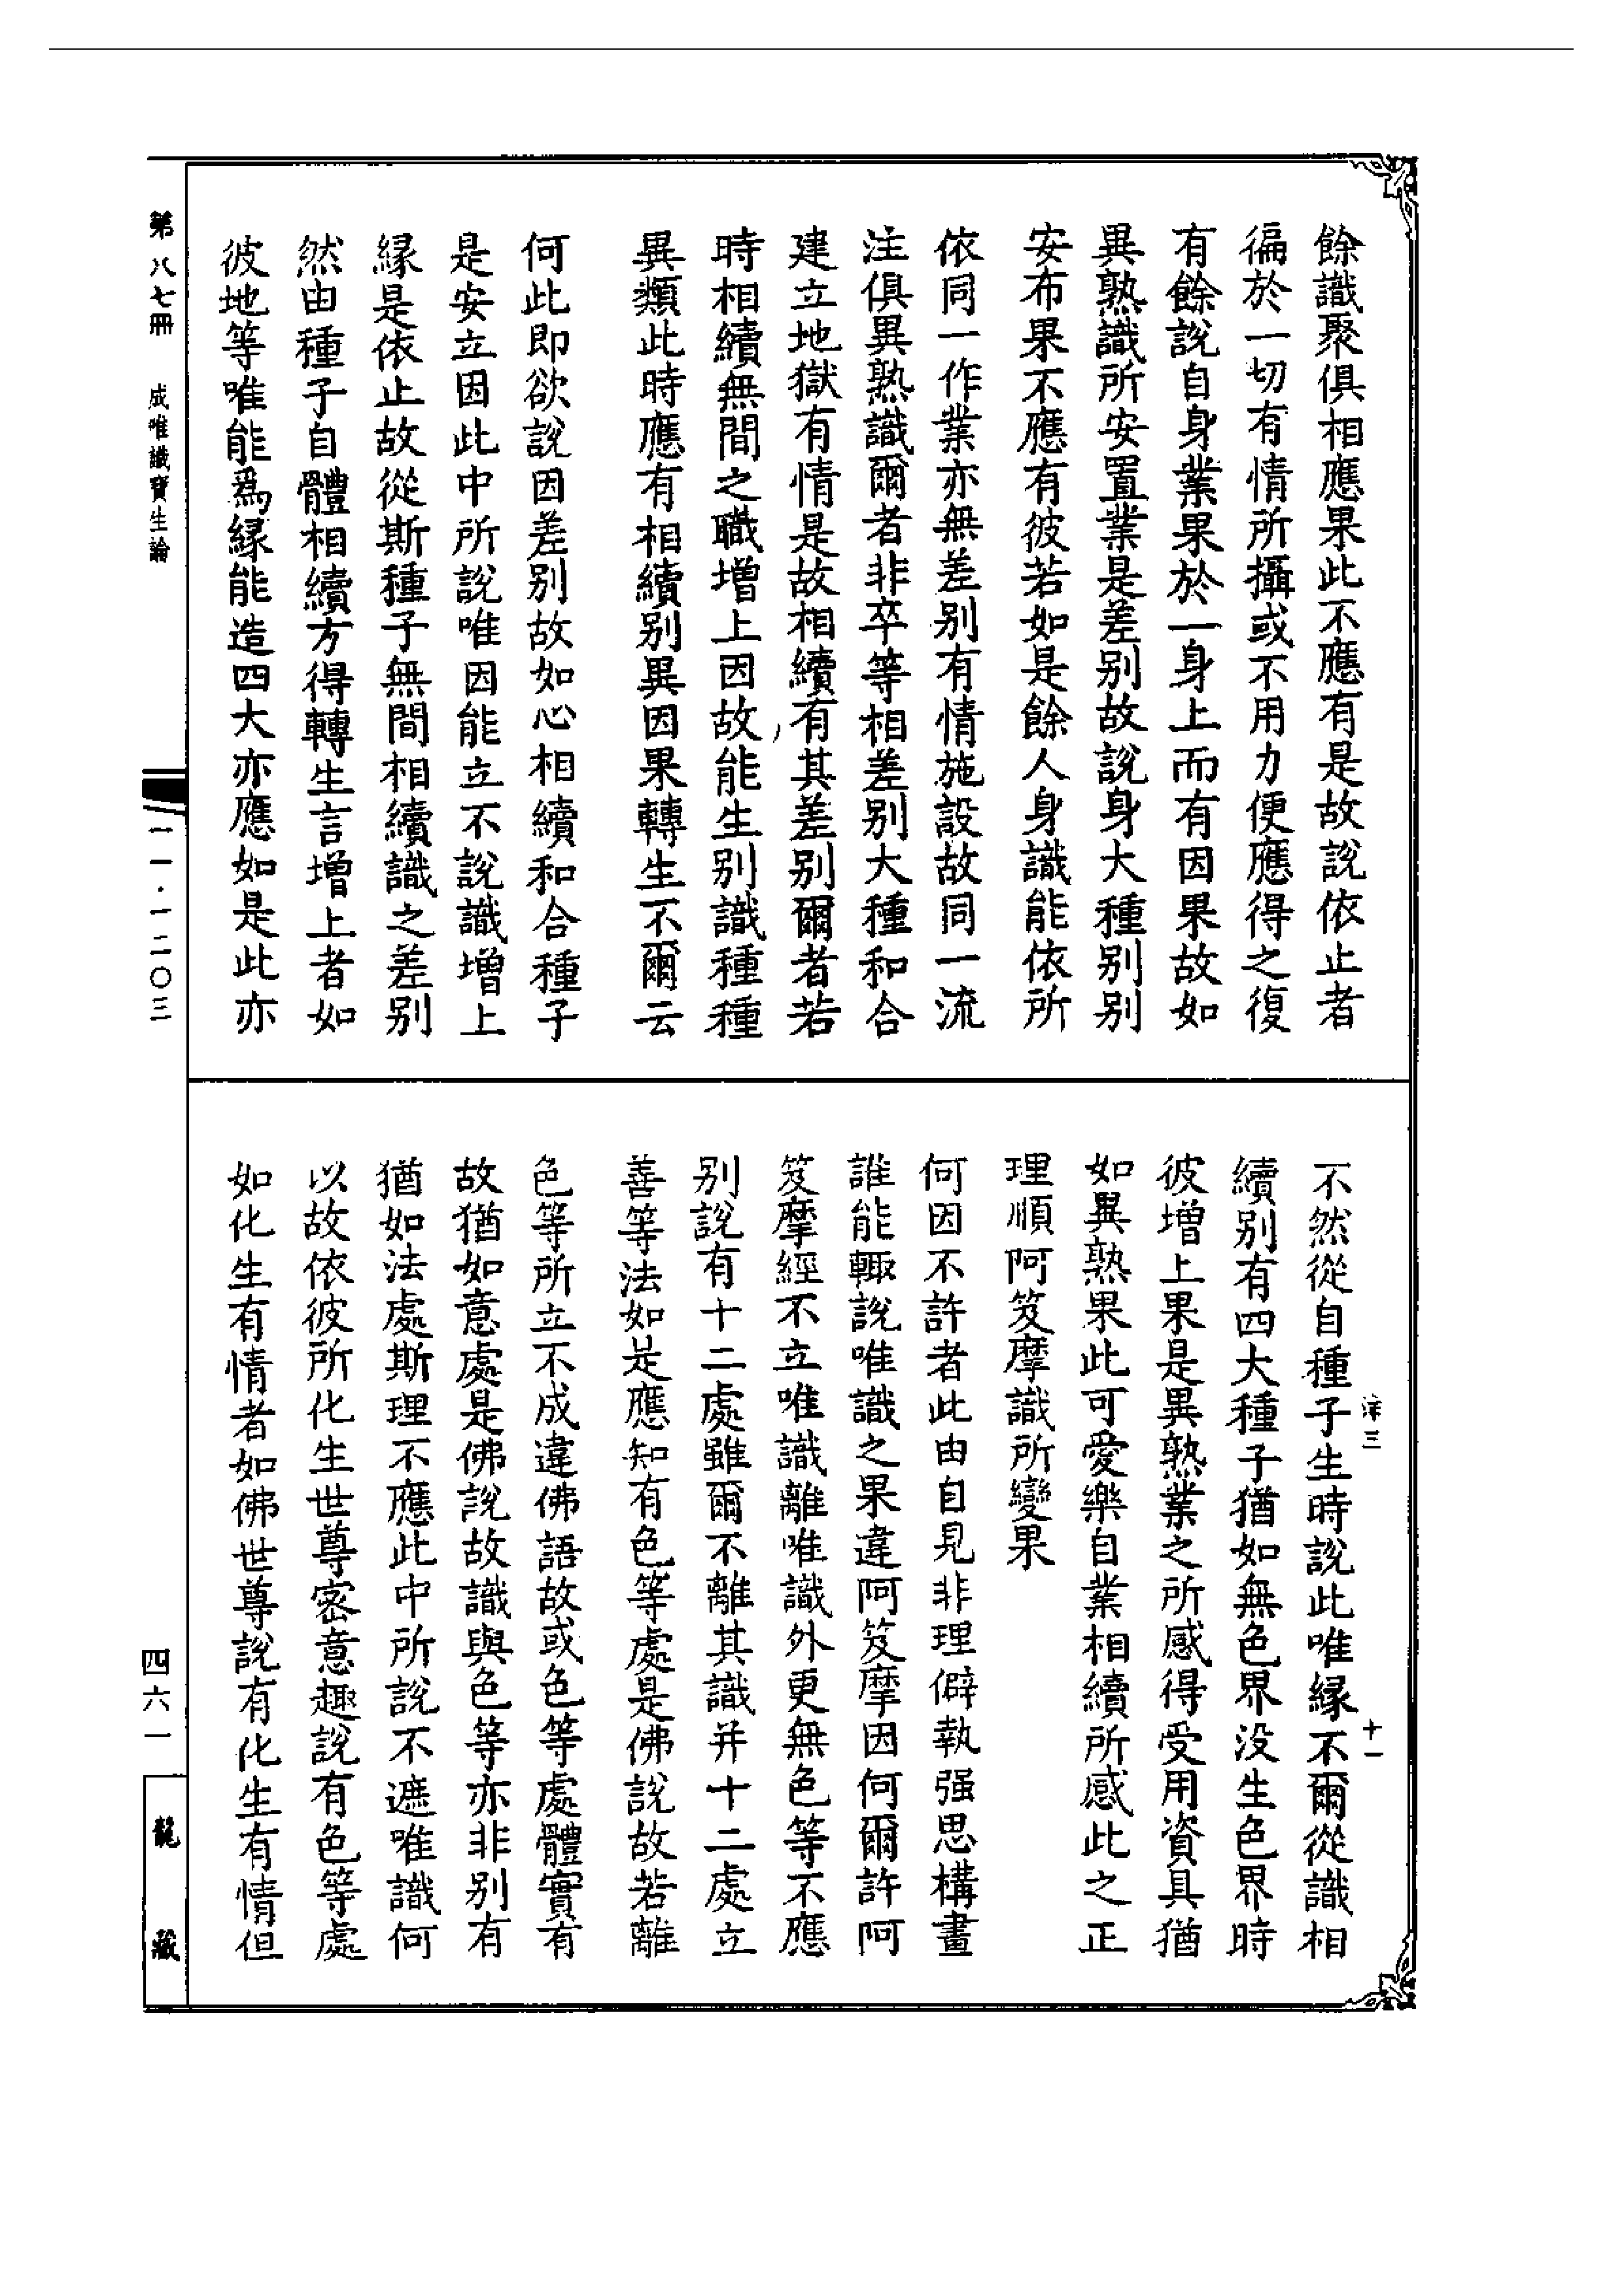 餘識聚俱相應果此不應有是故說依止者
徧於一切有情所攝或不用力便應得之復
有餘說自身業果於一身上而有因果故如
異熟識所安置業是差別故說身大種別別
安布果不應有彼若如是餘人身識能依所
依同一作業亦無差別有情施設故同一流
注俱異熟識爾者非卒等相差別大種和合
建立地獄有情是故相續有其差別爾者若
時相續無間之職增上因故能生別識種種
異類此時應有相續別異因果轉生不爾云
何此即欲說因差別故如心相續和合種子
是安立因此中所說唯因能立不說識增上
緣是依止故從斯種子無間相續識之差別
然由種子自體相續方得轉生言增上者如
彼地等唯能爲緣能造四大亦應如是此亦
不然從自種子生時說此唯緣不爾從識相
續別有四大種子猶如無色界没生色界時
彼增上果是異熟業之所感得受用資具猶
如異熟果此可愛樂自業相續所感此之正
理順阿笈摩識所變果
何因不許者此由自見非理僻執强思構畫
誰能輙說唯識之果違阿笈摩因何爾許阿
笈摩經不立唯識離唯識外更無色等不應
別說有十二處雖爾不離其識并十二處立
善等法如是應知有色等處是佛說故若離
色等所立不成違佛語故或色等處體實有
故猶如意處是佛說故識與色等亦非別有
猶如法處斯理不應此中所說不遮唯識何
以故依彼所化生世尊密意趣說有色等處
如化生有情者如佛世尊說有化生有情但
第八七冊
成唯識寶生論
一一·一二〇三
四六一
龍藏
三
十一